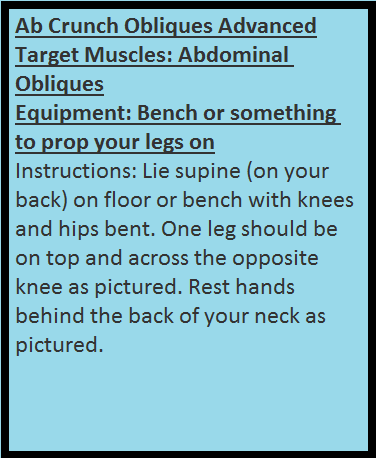 Ab Crunch Obliques Advanced
Target Muscles: Abdominal
Obliques
Equipment: Bench or something
to prop your legs on
Instructions: Lie supine (on your
back) on floor or bench with knees
and hips bent. One leg should be
on top and across the opposite
knee as pictured. Rest hands
behind the back of your neck as
pictured.